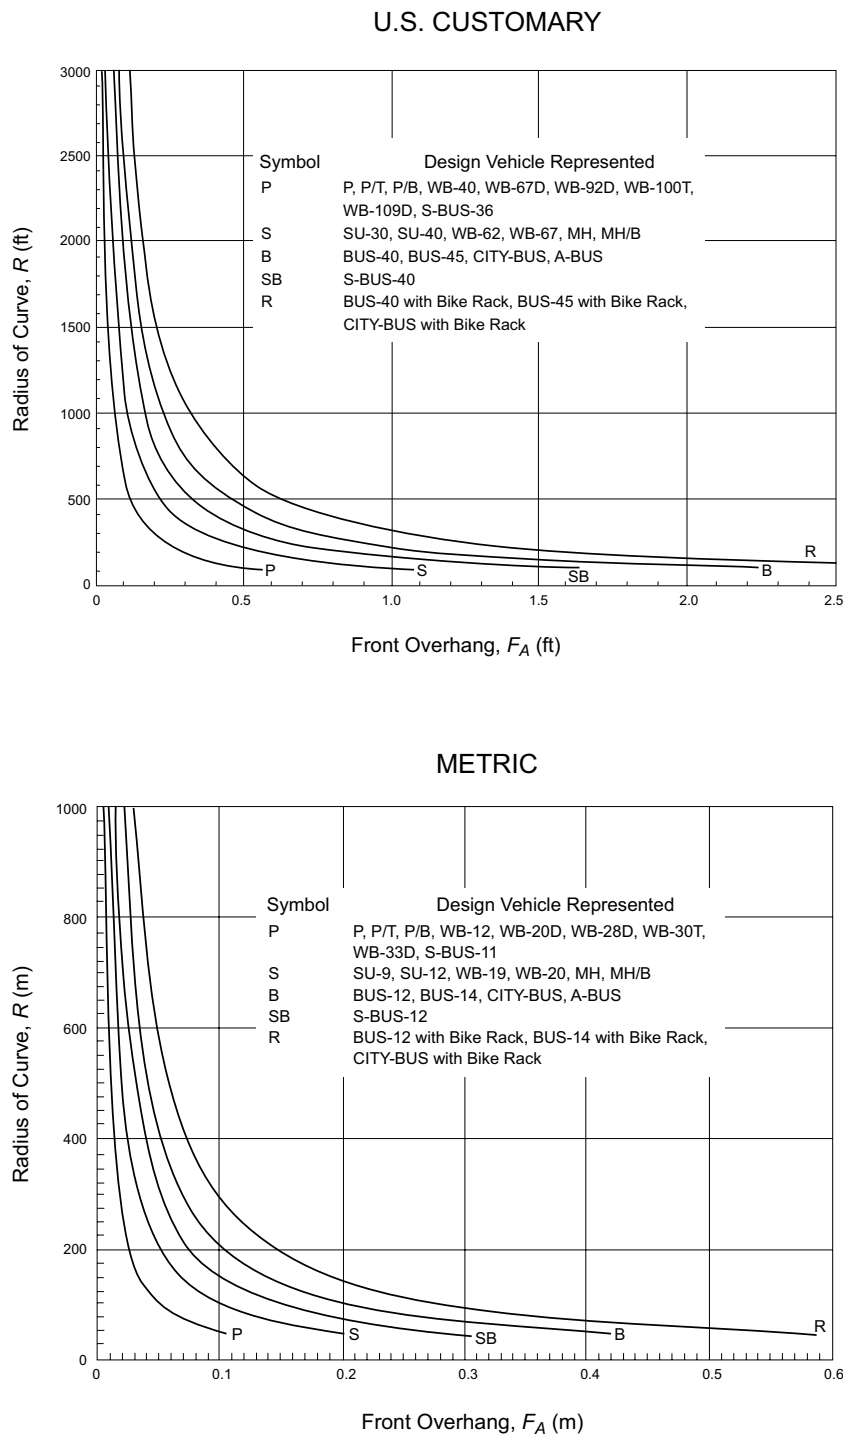 U.S. CUSTOMARY
3000
2500
2000
1500
1000
500
0
Radius of Curve, R (ft)
Symbol Design Vehicle Represented
P P, P/T, P/B, WB-40, WB-67D, WB-92D, WB-100T,
WB-109D, S-BUS-36
S SU-30, SU-40, WB-62, WB-67, MH, MH/B
B BUS-40, BUS-45, CITY-BUS, A-BUS
SB S-BUS-40
R BUS-40 with Bike Rack, BUS-45 with Bike Rack,
CITY-BUS with Bike Rack
P S SB B R
0 0.5 1.0 1.5 2.0 2.5
Front Overhang, FA (ft)
METRIC
1000
800
600
400
200
0
Radius of Curve, R (m)
Symbol Design Vehicle Represented
P P, P/T, P/B, WB-12, WB-20D, WB-28D, WB-30T,
WB-33D, S-BUS-11
S SU-9, SU-12, WB-19, WB-20, MH, MH/B
B BUS-12, BUS-14, CITY-BUS, A-BUS
SB S-BUS-12
R BUS-12 with Bike Rack, BUS-14 with Bike Rack,
CITY-BUS with Bike Rack
P S SB B R
0 0.1 0.2 0.3 0.4 0.5 0.6
Front Overhang, FA (m)